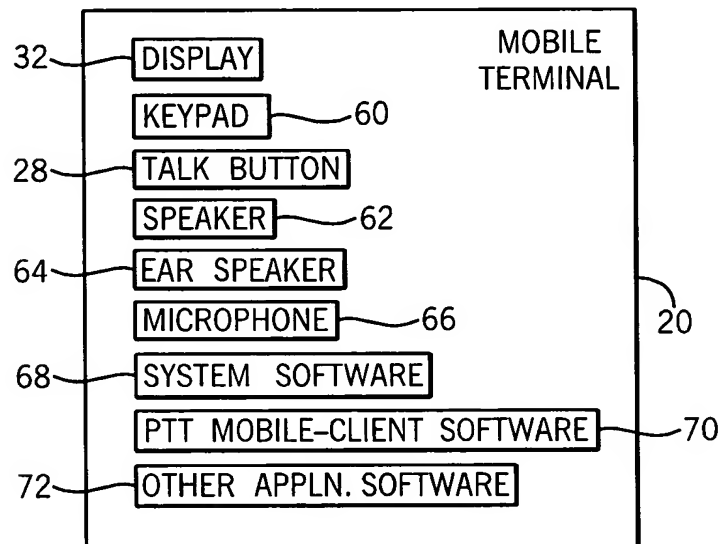 MOBILE
TERMINAL
32 DISPLAY
KEYPAD 60
28 TALK BUTTON
SPEAKER 62
64 EAR SPEAKER
MICROPHONE 66
20
68 SYSTEM SOFTWARE
PTT MOBILE-CLIENT SOFTWARE 70
72 OTHER APPLN. SOFTWARE